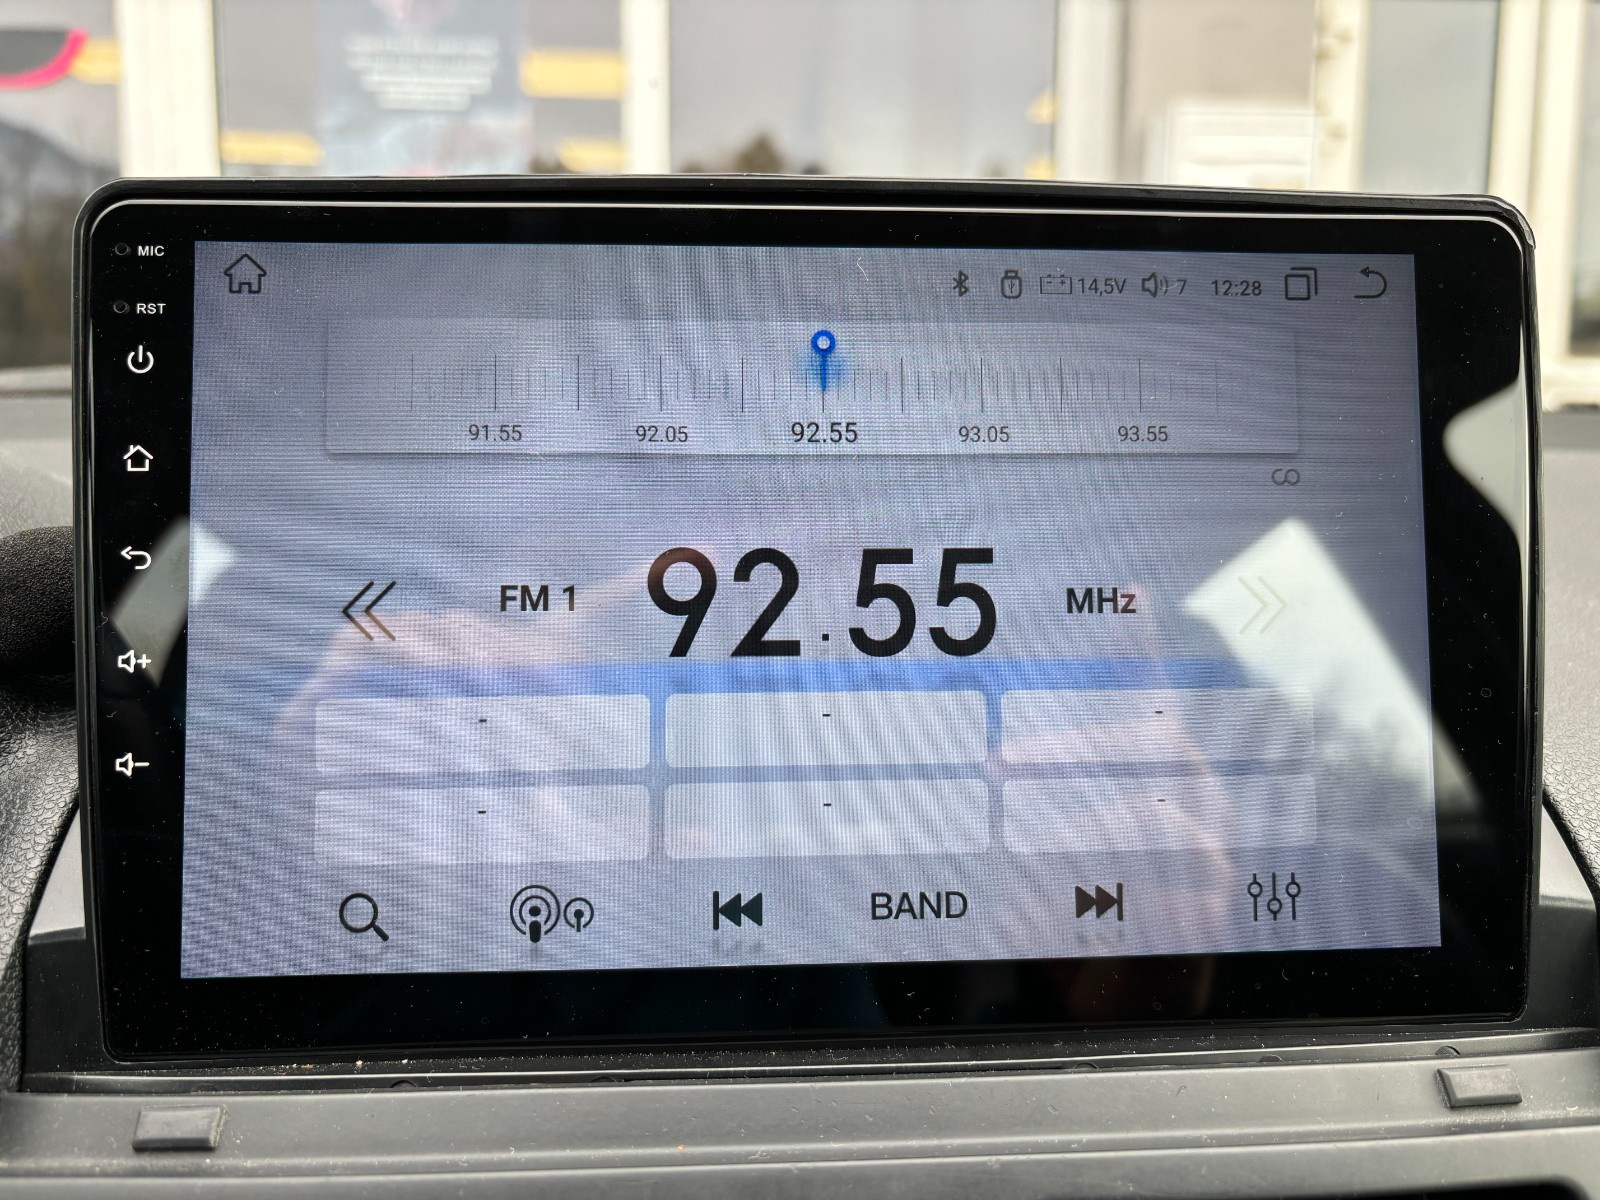 MIC
14,5V 7 12:28
RST
91.55 92.05 92.55 93.05 93.55
FM 1 92.55 MHz
- - -
- - -
BAND